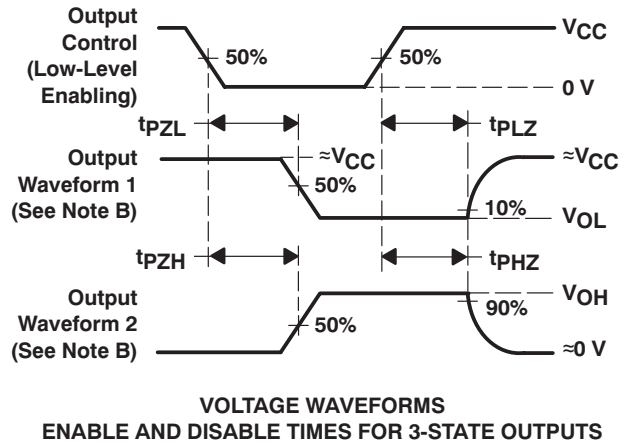 Output
Control
(Low-Level
Enabling)
50%
50%
VCC
0 V
tPZL
tPLZ
Output
Waveform 1
(See Note B)
≈VCC
50%
≈VCC
10%
VOL
tPZH
tPHZ
Output
Waveform 2
(See Note B)
50%
VOH
90%
≈0 V
VOLTAGE WAVEFORMS
ENABLE AND DISABLE TIMES FOR 3-STATE OUTPUTS